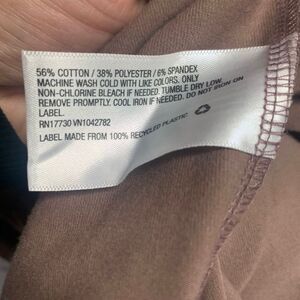 56% COTTON / 38% POLYESTER / 6% SPANDEX
MACHINE WASH COLD WITH LIKE COLORS. ONLY
NON-CHLORINE BLEACH IF NEEDED. TUMBLE DRY LOW.
REMOVE PROMPTLY. COOL IRON IF NEEDED. DO NOT IRON ON
LABEL.
RN17730 VN1042782
LABEL MADE FROM 100% RECYCLED PLASTIC.